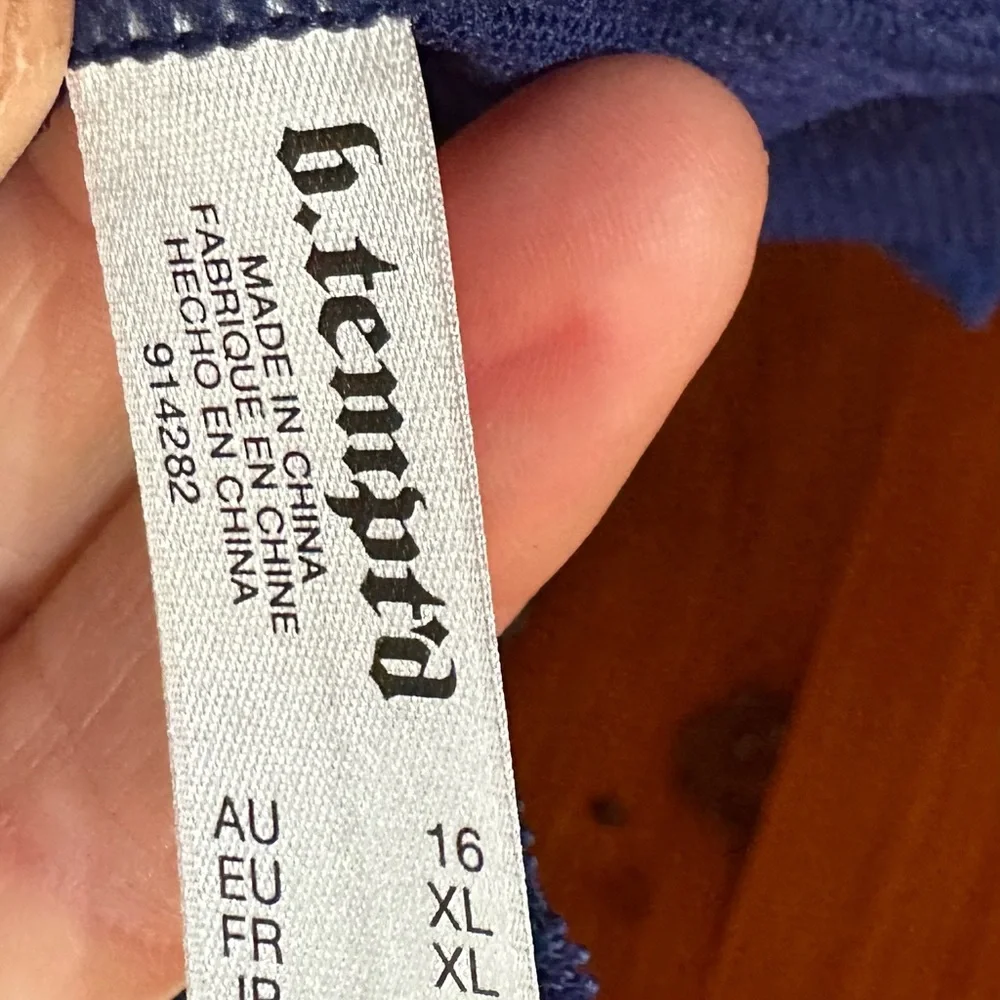 b.tempt'd
MADE IN CHINA
FABRIQUE EN CHINE
HECHO EN CHINA
914282
AU 16
EU XL
FR XL